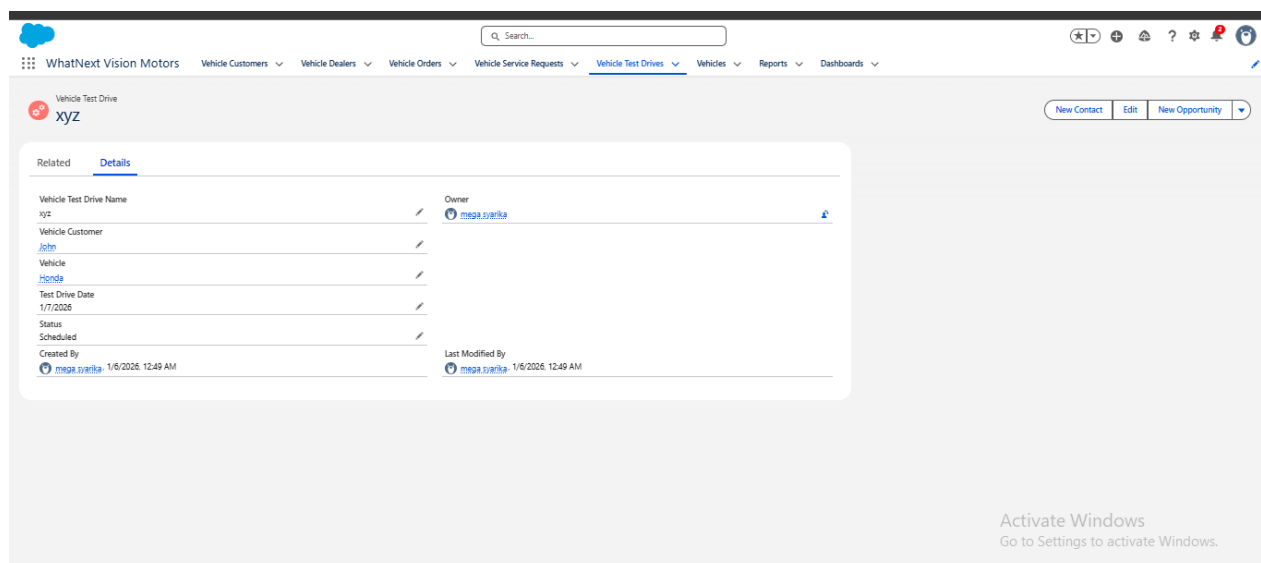 Search...
2
WhatNext Vision Motors Vehicle Customers Vehicle Dealers Vehicle Orders Vehicle Service Requests Vehicle Test Drives Vehicles Reports Dashboards
Vehicle Test Drive
xyz
New Contact Edit New Opportunity
Related Details
Vehicle Test Drive Name
xyz
Owner
mega syarika
Vehicle Customer
John
Vehicle
Honda
Test Drive Date
1/7/2026
Status
Scheduled
Created By
mega syarika, 1/6/2026, 12:49 AM
Last Modified By
mega syarika, 1/6/2026, 12:49 AM
Activate Windows
Go to Settings to activate Windows.